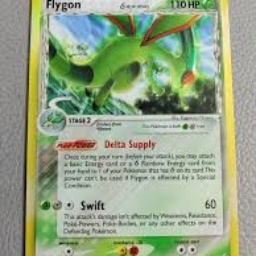 Flygon 110 HP
STAGE 2
Delta Supply
Once during your turn (before your attack), you may attach a
basic Energy card or a δ Rainbow Energy card from
your hand to 1 of your Pokémon that has δ on its card. This
power can't be used if Flygon is affected by a Special
Condition.
Swift 60
This attack's damage isn't affected by Weakness, Resistance,
Poké-Powers, Poké-Bodies, or any other effects on the
Defending Pokémon.